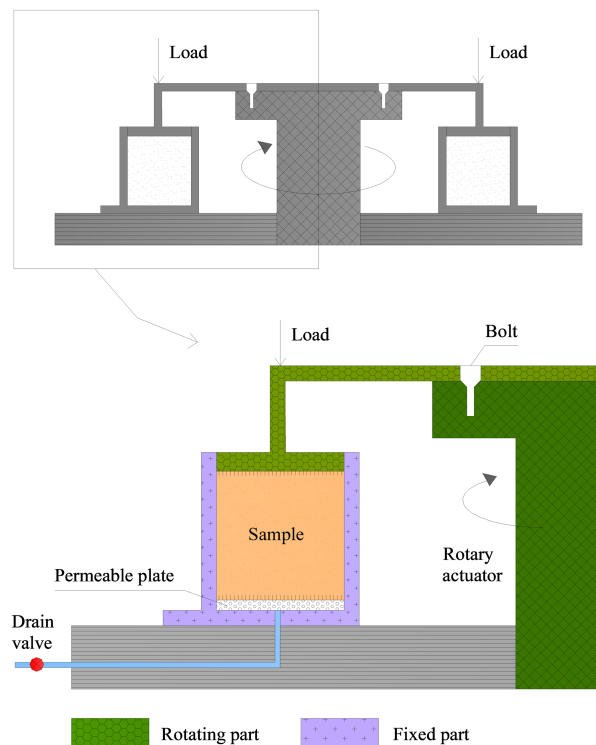 Load
Load
Load
Bolt
Sample
Rotary
actuator
Permeable plate
Drain
valve
Rotating part
Fixed part